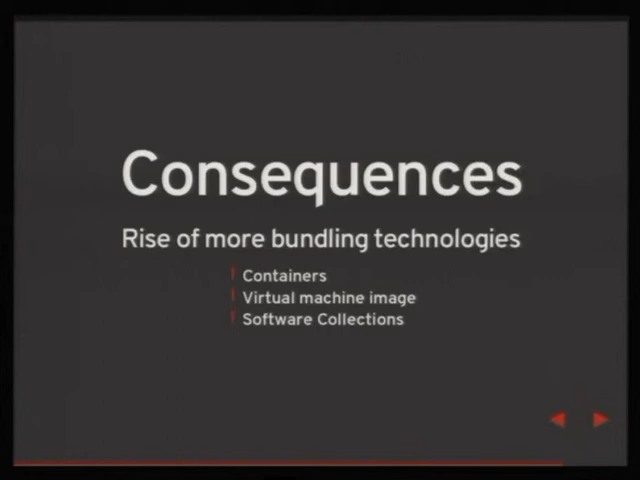 Consequences
Rise of more bundling technologies
Containers
Virtual machine image
Software Collections